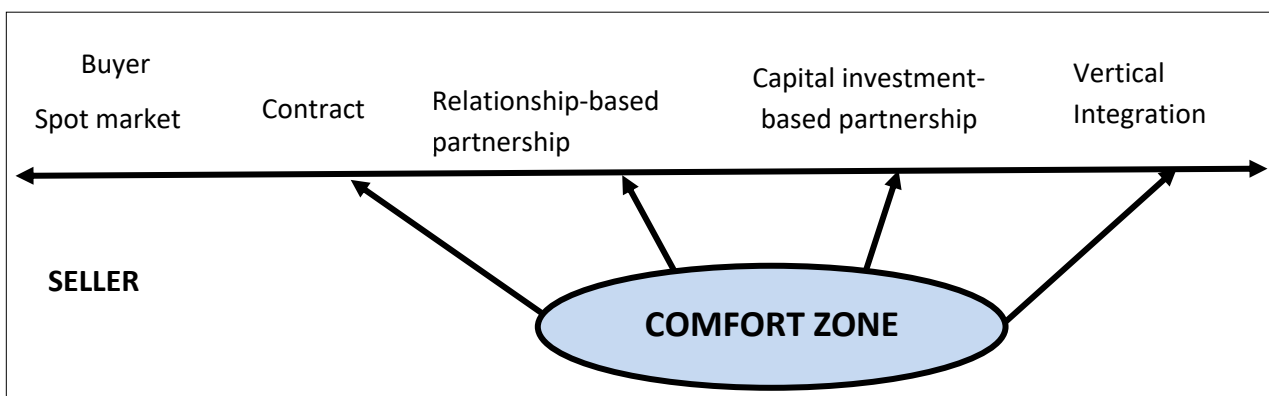 Buyer
Spot market
Contract
Relationship-based
partnership
Capital investment-
based partnership
Vertical
Integration
SELLER
COMFORT ZONE